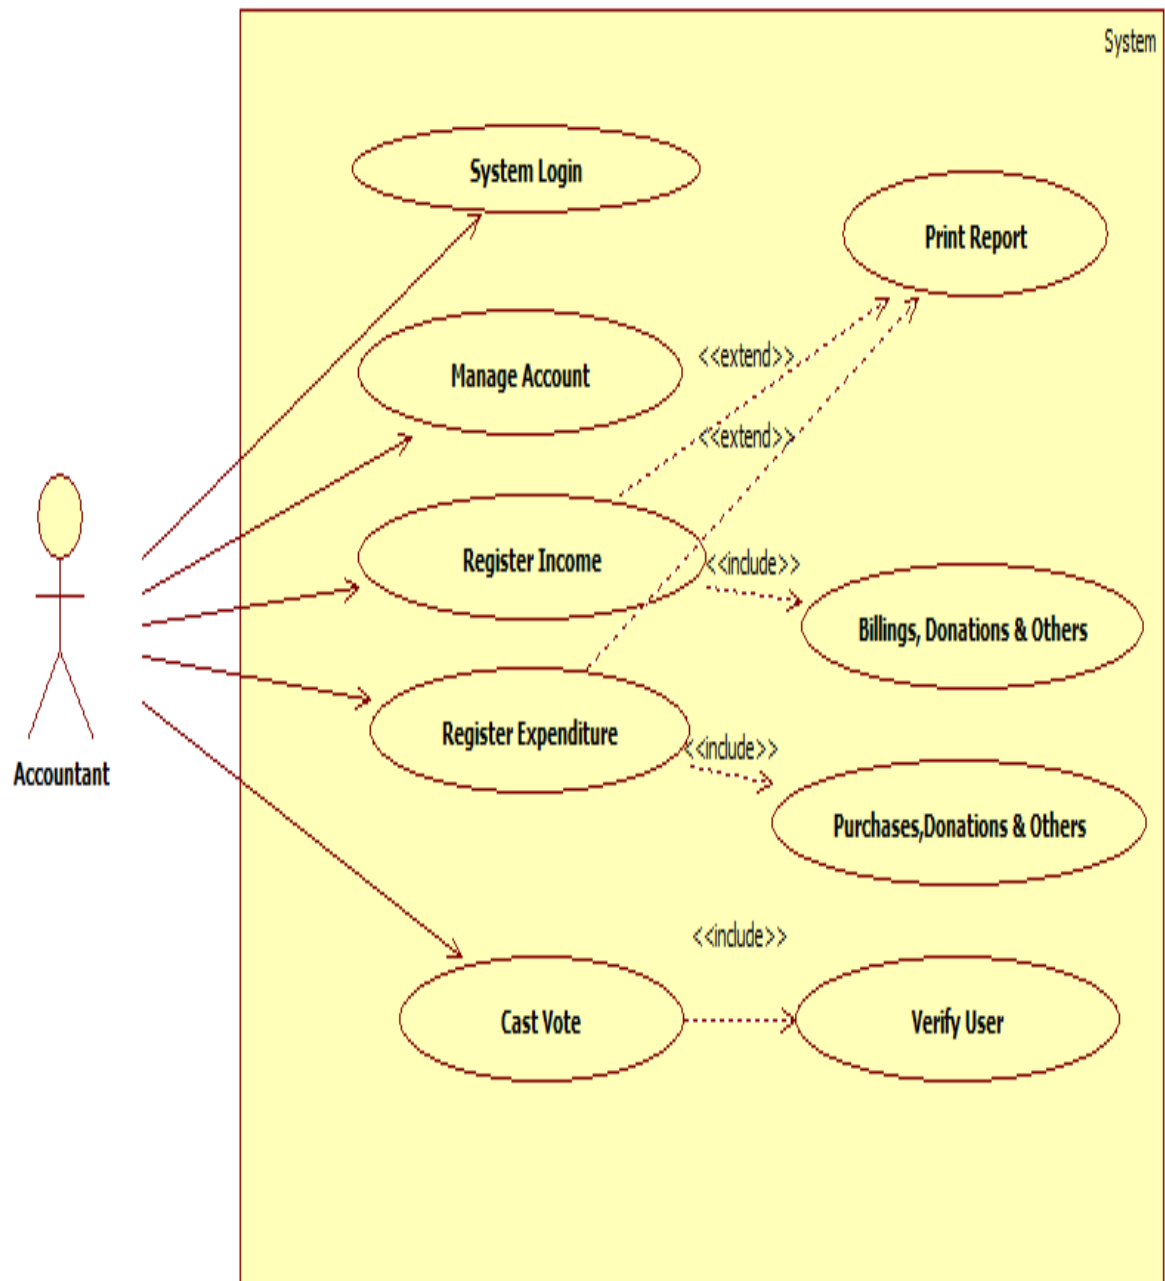 System
System Login
Print Report
<<extend>>
Manage Account
<<extend>>
Register Income
<<include>>
Billings, Donations & Others
Register Expenditure
<<include>>
Accountant
Purchases,Donations & Others
<<include>>
Cast Vote
Verify User